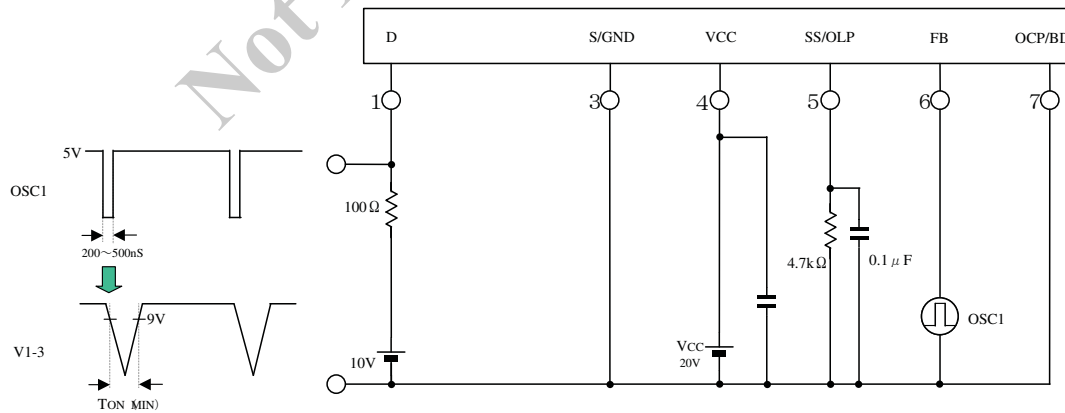 Not
D S/GND VCC SS/OLP FB OCP/BD
1 3 4 5 6 7
5V
OSC1
200～500nS
100Ω
4.7kΩ
0.1μF
9V
OSC1
V1-3
10V
VCC
20V
TON (MIN)